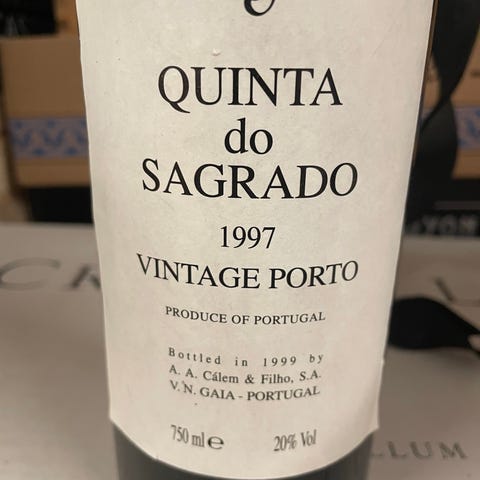 QUINTA
do
SAGRADO
1997
VINTAGE PORTO
PRODUCE OF PORTUGAL
Bottled in 1999 by
A. A. Cálem & Filho, S.A.
V. N. GAIA - PORTUGAL
750 ml e 20% Vol